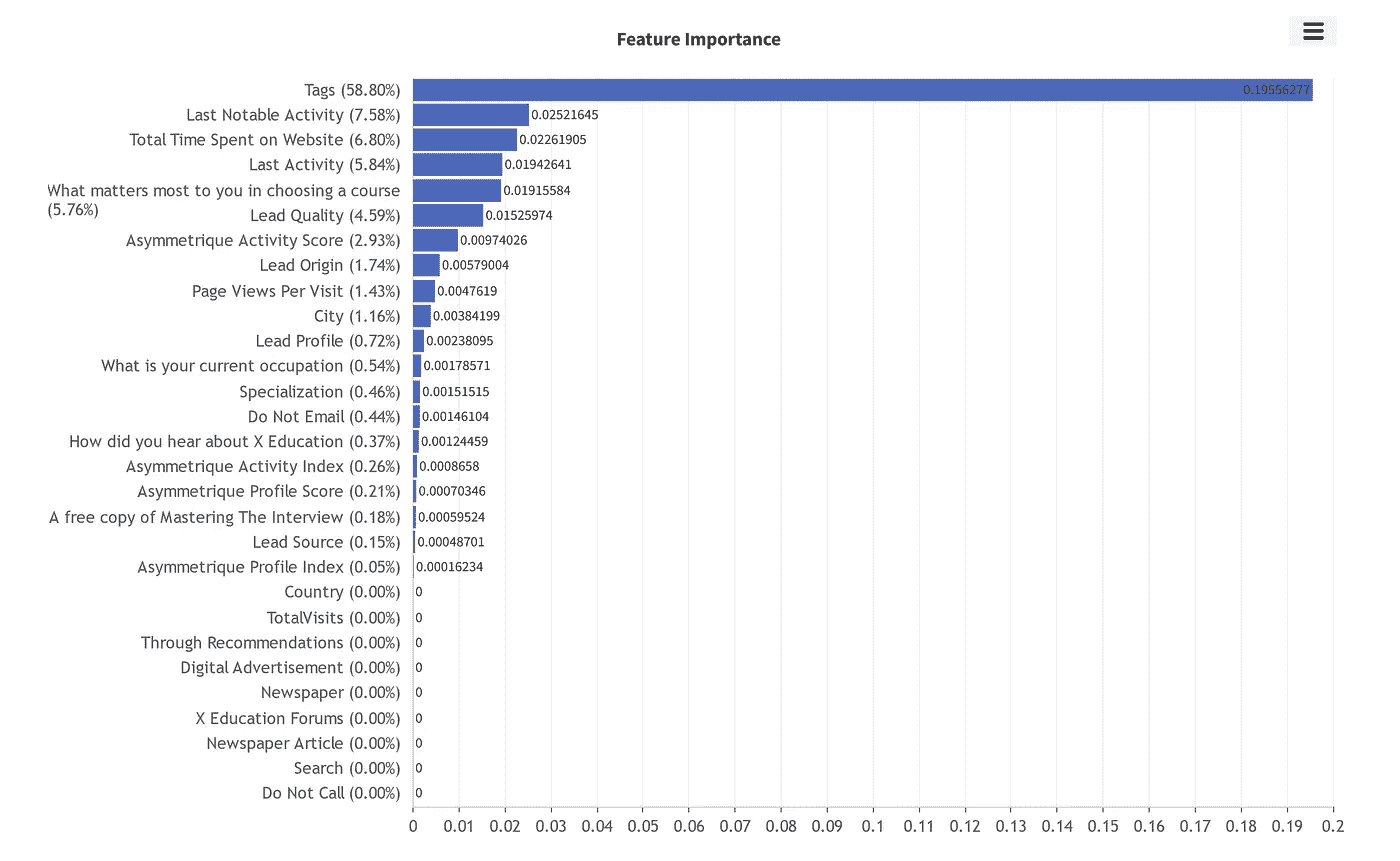 Feature Importance
Tags (58.80%) 0.19556277
Last Notable Activity (7.58%) 0.02521645
Total Time Spent on Website (6.80%) 0.02261905
Last Activity (5.84%) 0.01942641
What matters most to you in choosing a course 0.01915584
(5.76%)
Lead Quality (4.59%) 0.01525974
Asymmetrique Activity Score (2.93%) 0.00974026
Lead Origin (1.74%) 0.00579004
Page Views Per Visit (1.43%) 0.0047619
City (1.16%) 0.00384199
Lead Profile (0.72%) 0.00238095
What is your current occupation (0.54%) 0.00178571
Specialization (0.46%) 0.00151515
Do Not Email (0.44%) 0.00146104
How did you hear about X Education (0.37%) 0.00124459
Asymmetrique Activity Index (0.26%) 0.0008658
Asymmetrique Profile Score (0.21%) 0.00070346
A free copy of Mastering The Interview (0.18%) 0.00059524
Lead Source (0.15%) 0.00048701
Asymmetrique Profile Index (0.05%) 0.00016234
Country (0.00%) 0
TotalVisits (0.00%) 0
Through Recommendations (0.00%) 0
Digital Advertisement (0.00%) 0
Newspaper (0.00%) 0
X Education Forums (0.00%) 0
Newspaper Article (0.00%) 0
Search (0.00%) 0
Do Not Call (0.00%) 0
0 0.01 0.02 0.03 0.04 0.05 0.06 0.07 0.08 0.09 0.1 0.11 0.12 0.13 0.14 0.15 0.16 0.17 0.18 0.19 0.2